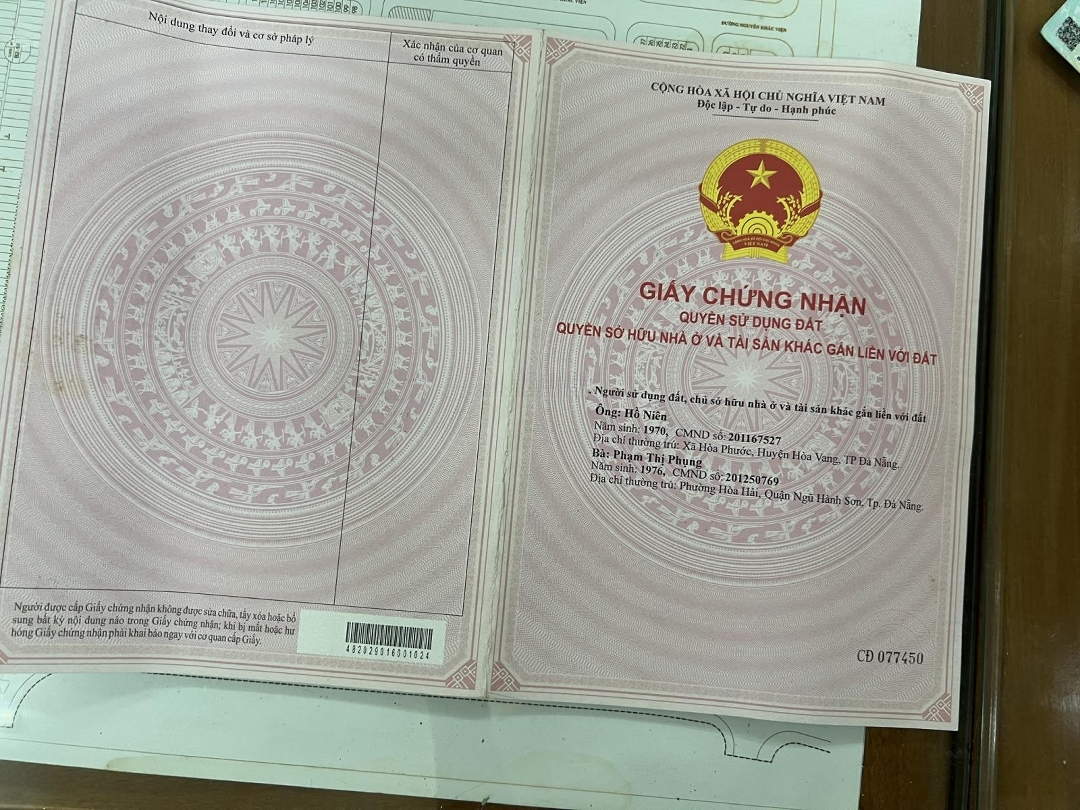 ĐƯỜNG NGUYỄN KHẮC VIỆN
Nội dung thay đổi và cơ sở pháp lý
Xác nhận của cơ quan
có thẩm quyền
Người được cấp Giấy chứng nhận không được sửa chữa, tẩy xóa hoặc bổ
sung bất kỳ nội dung nào trong Giấy chứng nhận; khi bị mất hoặc hư
hỏng Giấy chứng nhận phải khai báo ngay với cơ quan cấp Giấy.
482029016001024
CỘNG HÒA XÃ HỘI CHỦ NGHĨA VIỆT NAM
Độc lập - Tự do - Hạnh phúc
VIỆT NAM
GIẤY CHỨNG NHẬN
QUYỀN SỬ DỤNG ĐẤT
QUYỀN SỞ HỮU NHÀ Ở VÀ TÀI SẢN KHÁC GẮN LIỀN VỚI ĐẤT
. Người sử dụng đất, chủ sở hữu nhà ở và tài sản khác gắn liền với đất
Ông: Hồ Niên
Năm sinh: 1970, CMND số: 201167527
Địa chỉ thường trú: Xã Hòa Phước, Huyện Hòa Vang, TP Đà Nẵng.
Bà: Phạm Thị Phụng
Năm sinh: 1976, CMND số: 201250769
Địa chỉ thường trú: Phường Hòa Hải, Quận Ngũ Hành Sơn, Tp. Đà Nẵng.
CĐ 077450